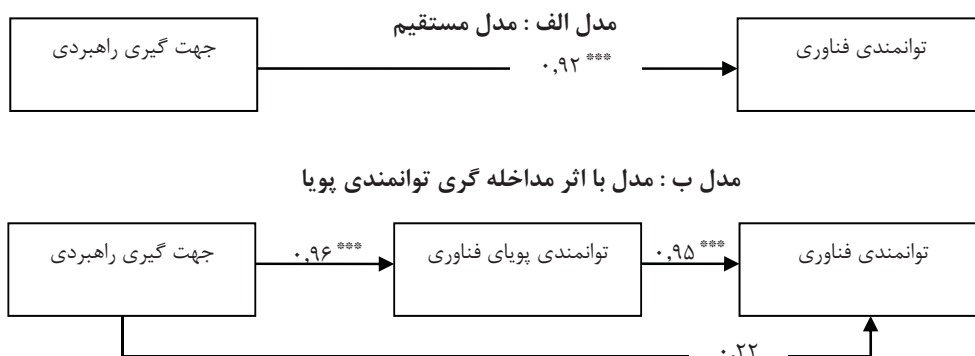 مدل الف : مدل مستقیم
جهت گیری راهبردی
توانمندی فناوری
۰,۹۲ ***
مدل ب : مدل با اثر مداخله گری توانمندی پویا
جهت گیری راهبردی
۰,۹۶ ***
توانمندی پویای فناوری
۰,۹۵ ***
توانمندی فناوری
۰,۲۲